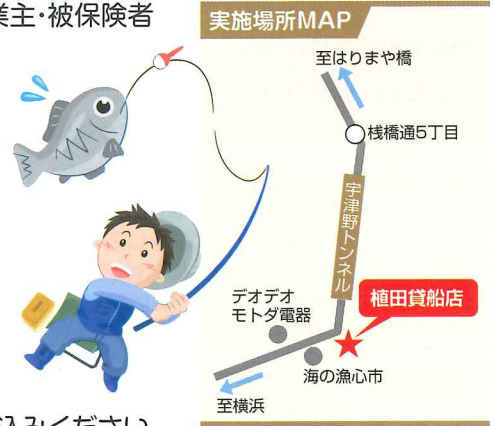 業主・被保険者
実施場所MAP
至はりまや橋
桟橋通5丁目
宇津野トンネル
植田貸船店
デオデオ
モトダ電器
海の漁心市
至横浜
込みください